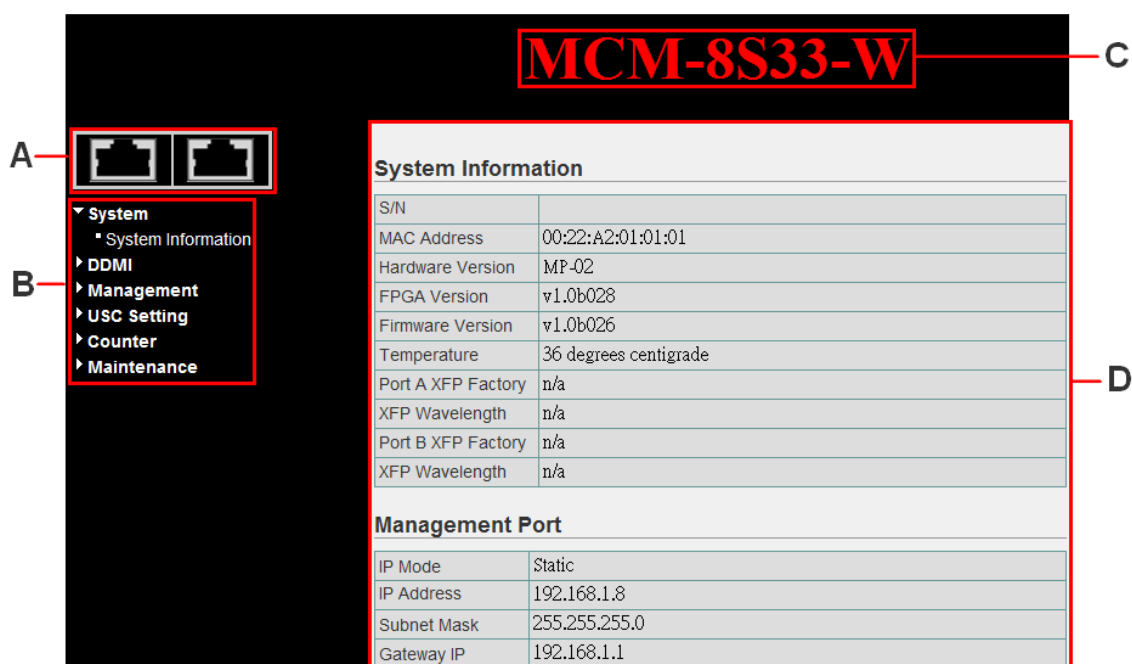 MCM-8S33-W
C
A
System
System Information
DDMI
Management
USC Setting
Counter
Maintenance
B
System Information
S/N
MAC Address 00:22:A2:01:01:01
Hardware Version MP-02
FPGA Version v1.0b028
Firmware Version v1.0b026
Temperature 36 degrees centigrade
Port A XFP Factory n/a
XFP Wavelength n/a
Port B XFP Factory n/a
XFP Wavelength n/a
D
Management Port
IP Mode Static
IP Address 192.168.1.8
Subnet Mask 255.255.255.0
Gateway IP 192.168.1.1